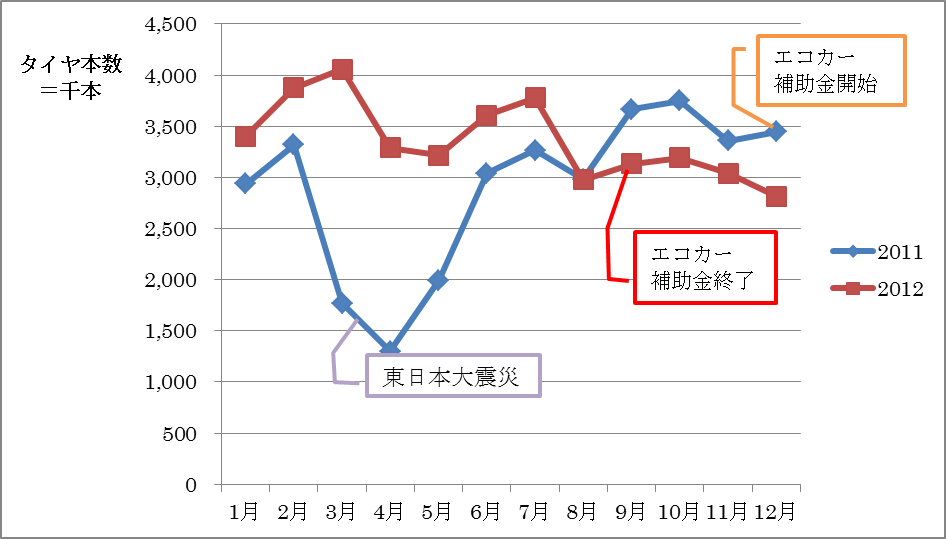 タイヤ本数
＝千本
4,500
4,000
3,500
3,000
2,500
2,000
1,500
1,000
500
0
エコカー
補助金開始
エコカー
補助金終了
東日本大震災
2011
2012
1月 2月 3月 4月 5月 6月 7月 8月 9月 10月 11月 12月